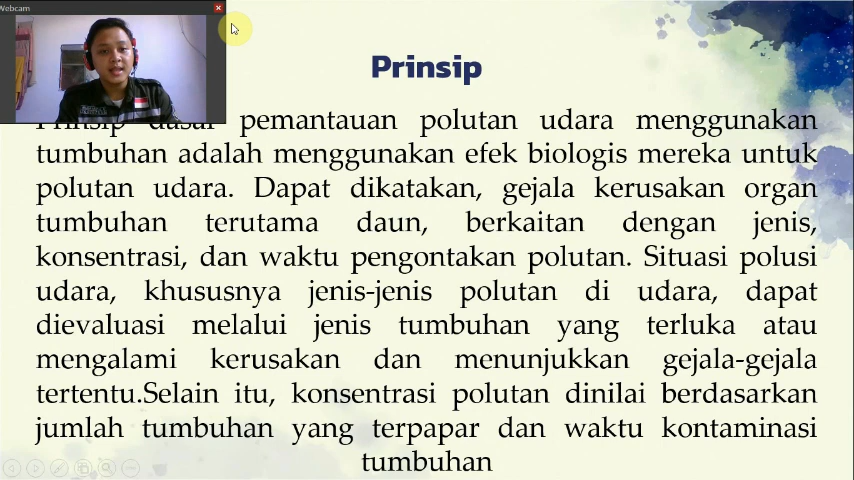 Webcam
Prinsip
Prinsip dasar pemantauan polutan udara menggunakan
tumbuhan adalah menggunakan efek biologis mereka untuk
polutan udara. Dapat dikatakan, gejala kerusakan organ
tumbuhan terutama daun, berkaitan dengan jenis,
konsentrasi, dan waktu pengontakan polutan. Situasi polusi
udara, khususnya jenis-jenis polutan di udara, dapat
dievaluasi melalui jenis tumbuhan yang terluka atau
mengalami kerusakan dan menunjukkan gejala-gejala
tertentu.Selain itu, konsentrasi polutan dinilai berdasarkan
jumlah tumbuhan yang terpapar dan waktu kontaminasi
tumbuhan